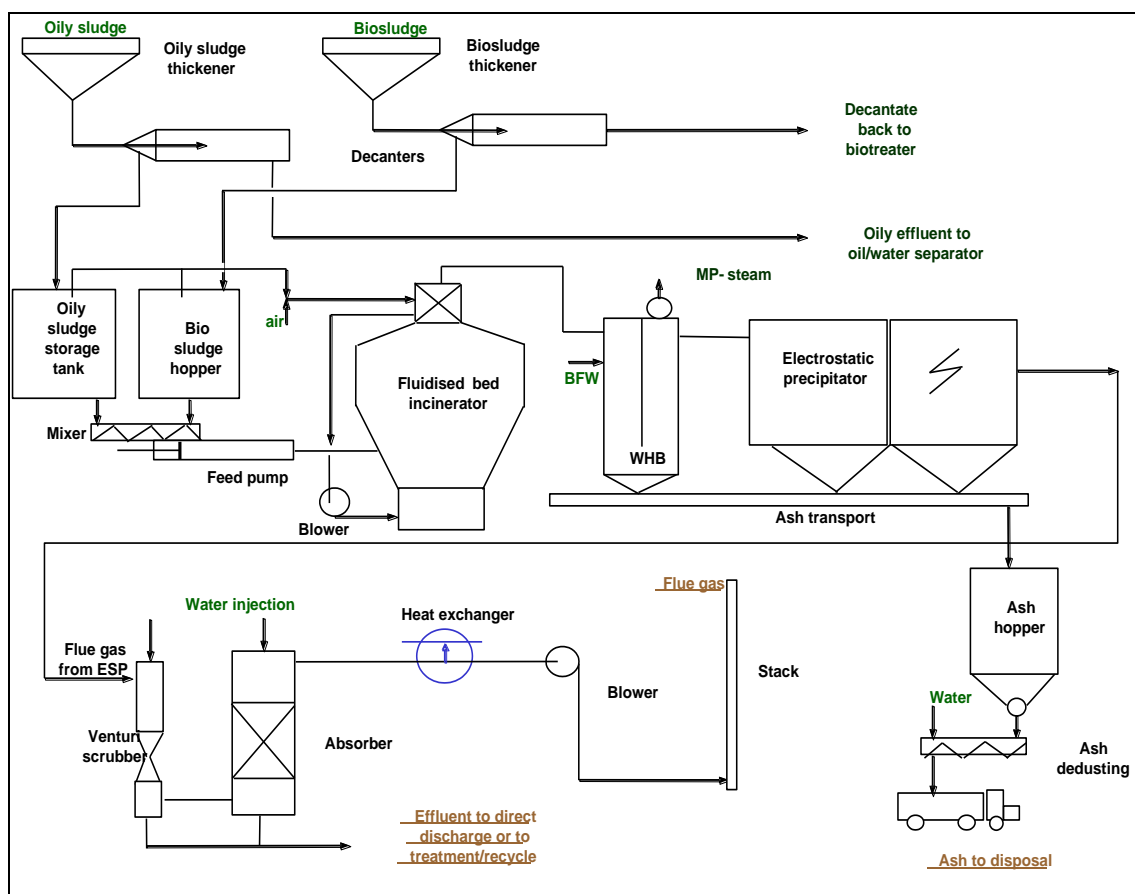 Oily sludge
Biosludge
Oily sludge
thickener
Biosludge
thickener
Decanters
Decantate
back to
biotreater
Oily effluent to
oil/water separator
MP- steam
Oily
sludge
storage
tank
Bio
sludge
hopper
air
Fluidised bed
incinerator
BFW
WHB
Electrostatic
precipitator
Mixer
Feed pump
Blower
Ash transport
Water injection
Heat exchanger
Flue gas
Ash
hopper
Flue gas
from ESP
Stack
Blower
Water
Venturi
scrubber
Absorber
Ash
dedusting
Effluent to direct
discharge or to
treatment/recycle
Ash to disposal